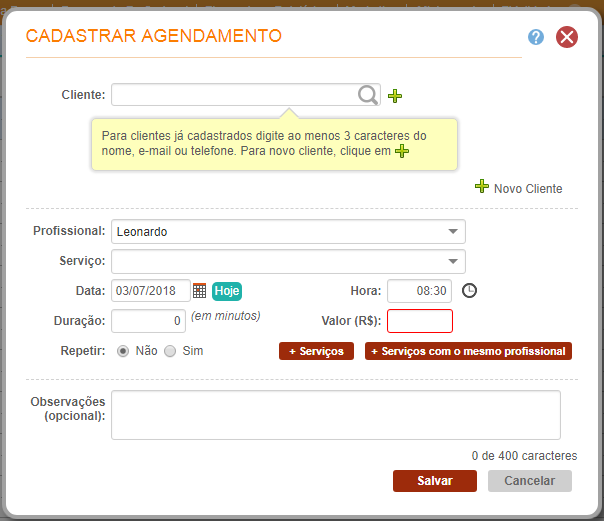 CADASTRAR AGENDAMENTO ?
Cliente:
Para clientes já cadastrados digite ao menos 3 caracteres do
nome, e-mail ou telefone. Para novo cliente, clique em
Novo Cliente
Profissional: Leonardo
Serviço:
Data: 03/07/2018 Hoje Hora: 08:30
Duração: 0 (em minutos) Valor (R$):
Repetir: Não Sim + Serviços + Serviços com o mesmo profissional
Observações
(opcional):
0 de 400 caracteres
Salvar Cancelar